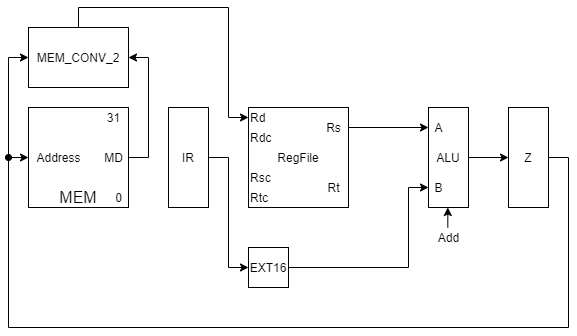 MEM_CONV_2
31
Address
MD
MEM
0
IR
Rd
Rdc
Rs
RegFile
Rsc
Rt
Rtc
A
ALU
B
Z
Add
EXT16